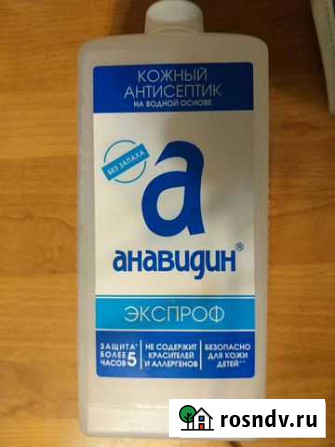 КОЖНЫЙ
АНТИСЕПТИК
НА ВОДНОЙ ОСНОВЕ
БЕЗ ЗАПАХА
а
анавидин®
ЭКСПРОФ
ЗАЩИТА*
БОЛЕЕ 5
ЧАСОВ
НЕ СОДЕРЖИТ
КРАСИТЕЛЕЙ
И АЛЛЕРГЕНОВ
БЕЗОПАСНО
ДЛЯ КОЖИ
ДЕТЕЙ**
rosndv.ru